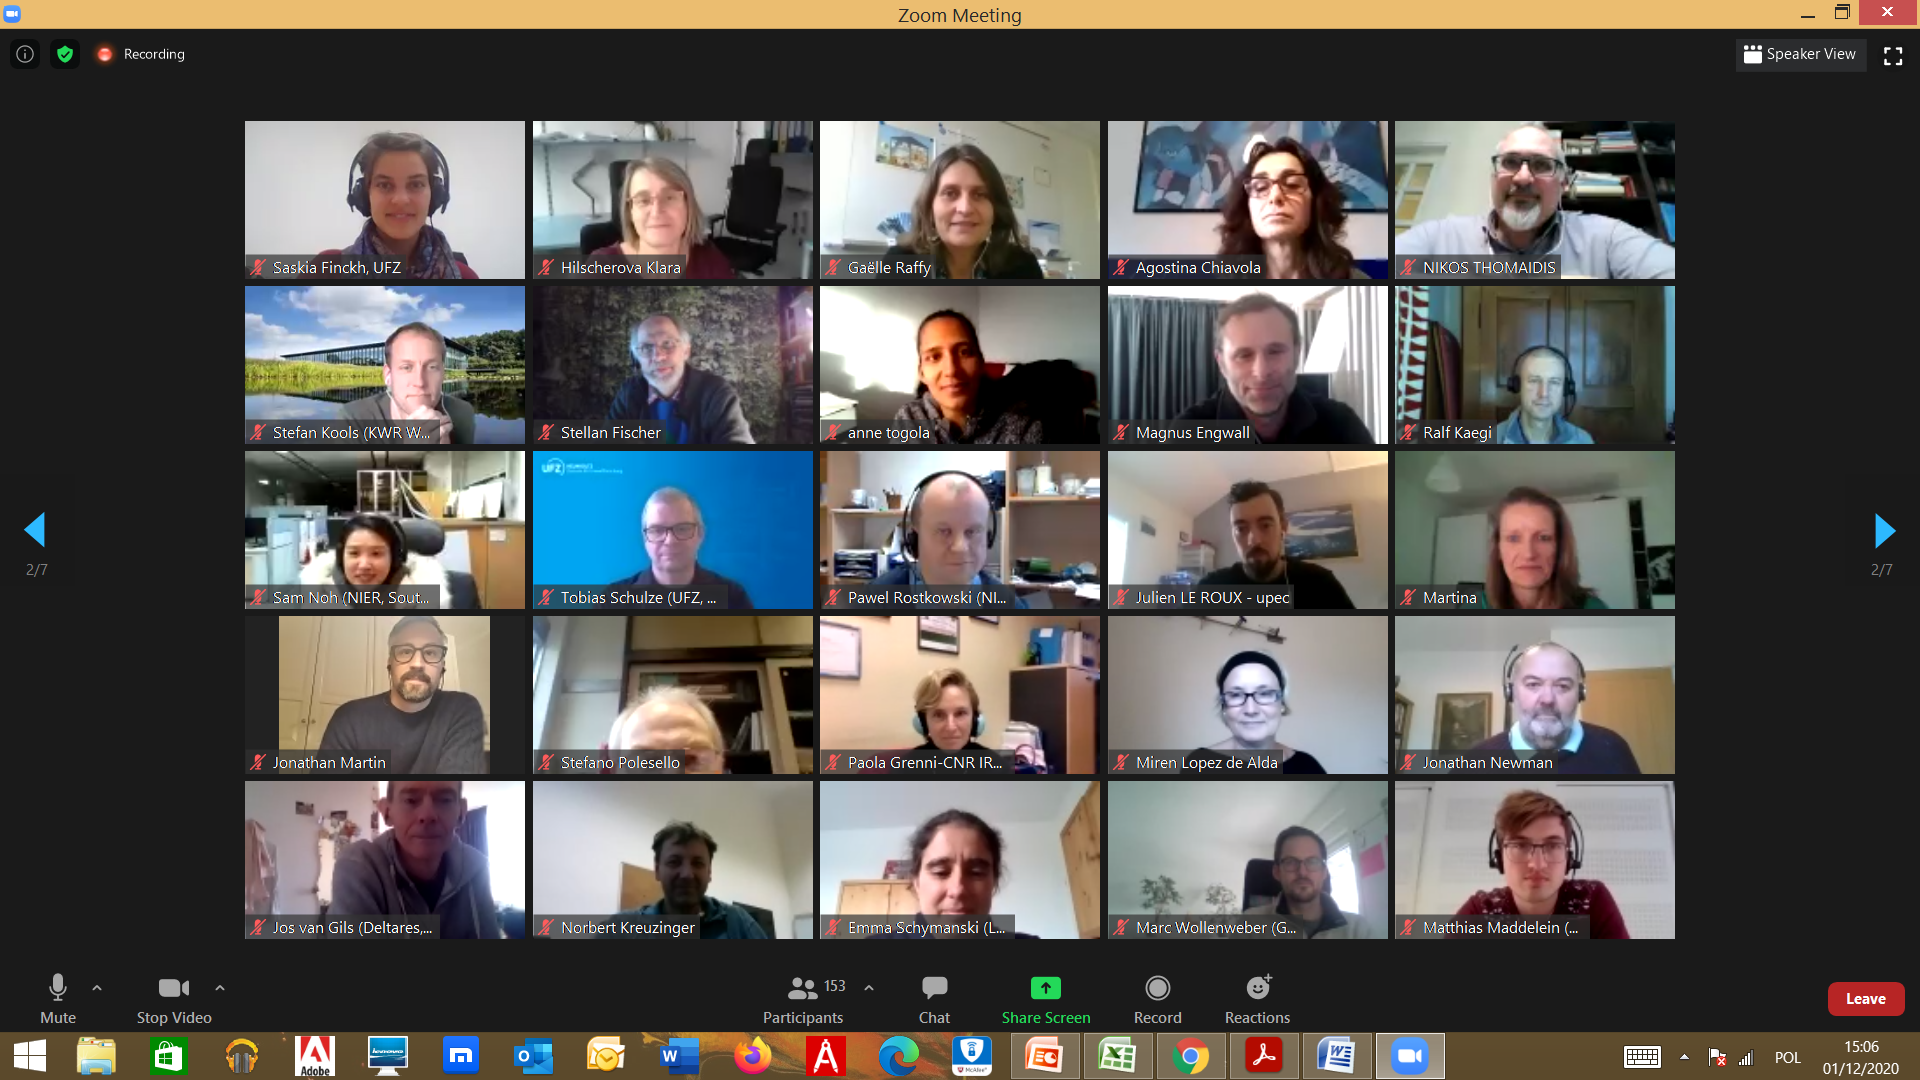 Zoom Meeting
Recording
Speaker View
Saskia Finckh, UFZ
Hilscherova Klara
Gaëlle Raffy
Agostina Chiavola
NIKOS THOMAIDIS
Stefan Kools (KWR W...
Stellan Fischer
anne togola
Magnus Engwall
Ralf Kaegi
UFZ
Sam Noh (NIER, Sout...
Tobias Schulze (UFZ, ...
Pawel Rostkowski (NI...
Julien LE ROUX - upec
Martina
2/7
2/7
Jonathan Martin
Stefano Polesello
Paola Grenni-CNR IR...
Miren Lopez de Alda
Jonathan Newman
Jos van Gils (Deltares,...
Norbert Kreuzinger
Emma Schymanski (L...
Marc Wollenweber (G...
Matthias Maddelein (...
Mute
Stop Video
153
Participants
Chat
Share Screen
Record
Reactions
Leave
Adobe
lenovo
McAfee
POL
15:06
01/12/2020